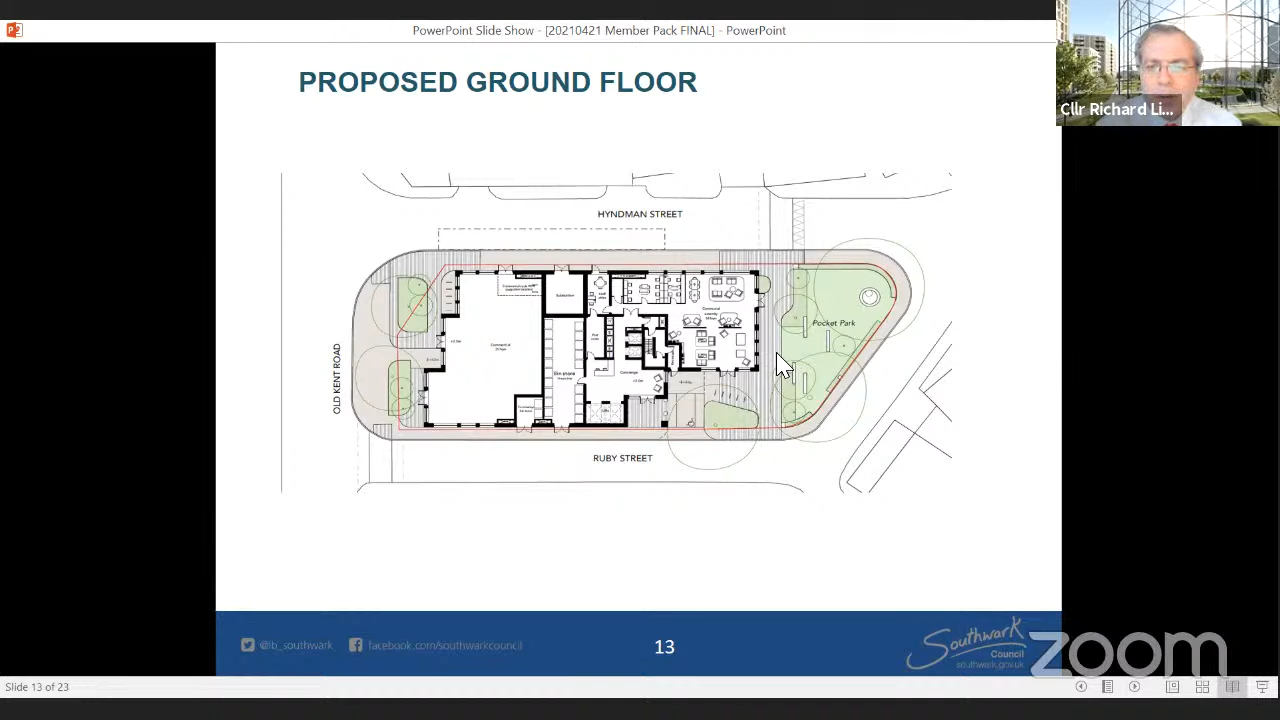 PowerPoint Slide Show - [20210421 Member Pack FINAL] - PowerPoint
PROPOSED GROUND FLOOR
Cllr Richard Li...
HYNDMAN STREET
OLD KENT ROAD
Substation
Commercial
Pocket Park
Concierge
RUBY STREET
@lb_southwark
facebook.com/southwarkcouncil
13
Southwark
Council
southwark.gov.uk
zoom
Slide 13 of 23